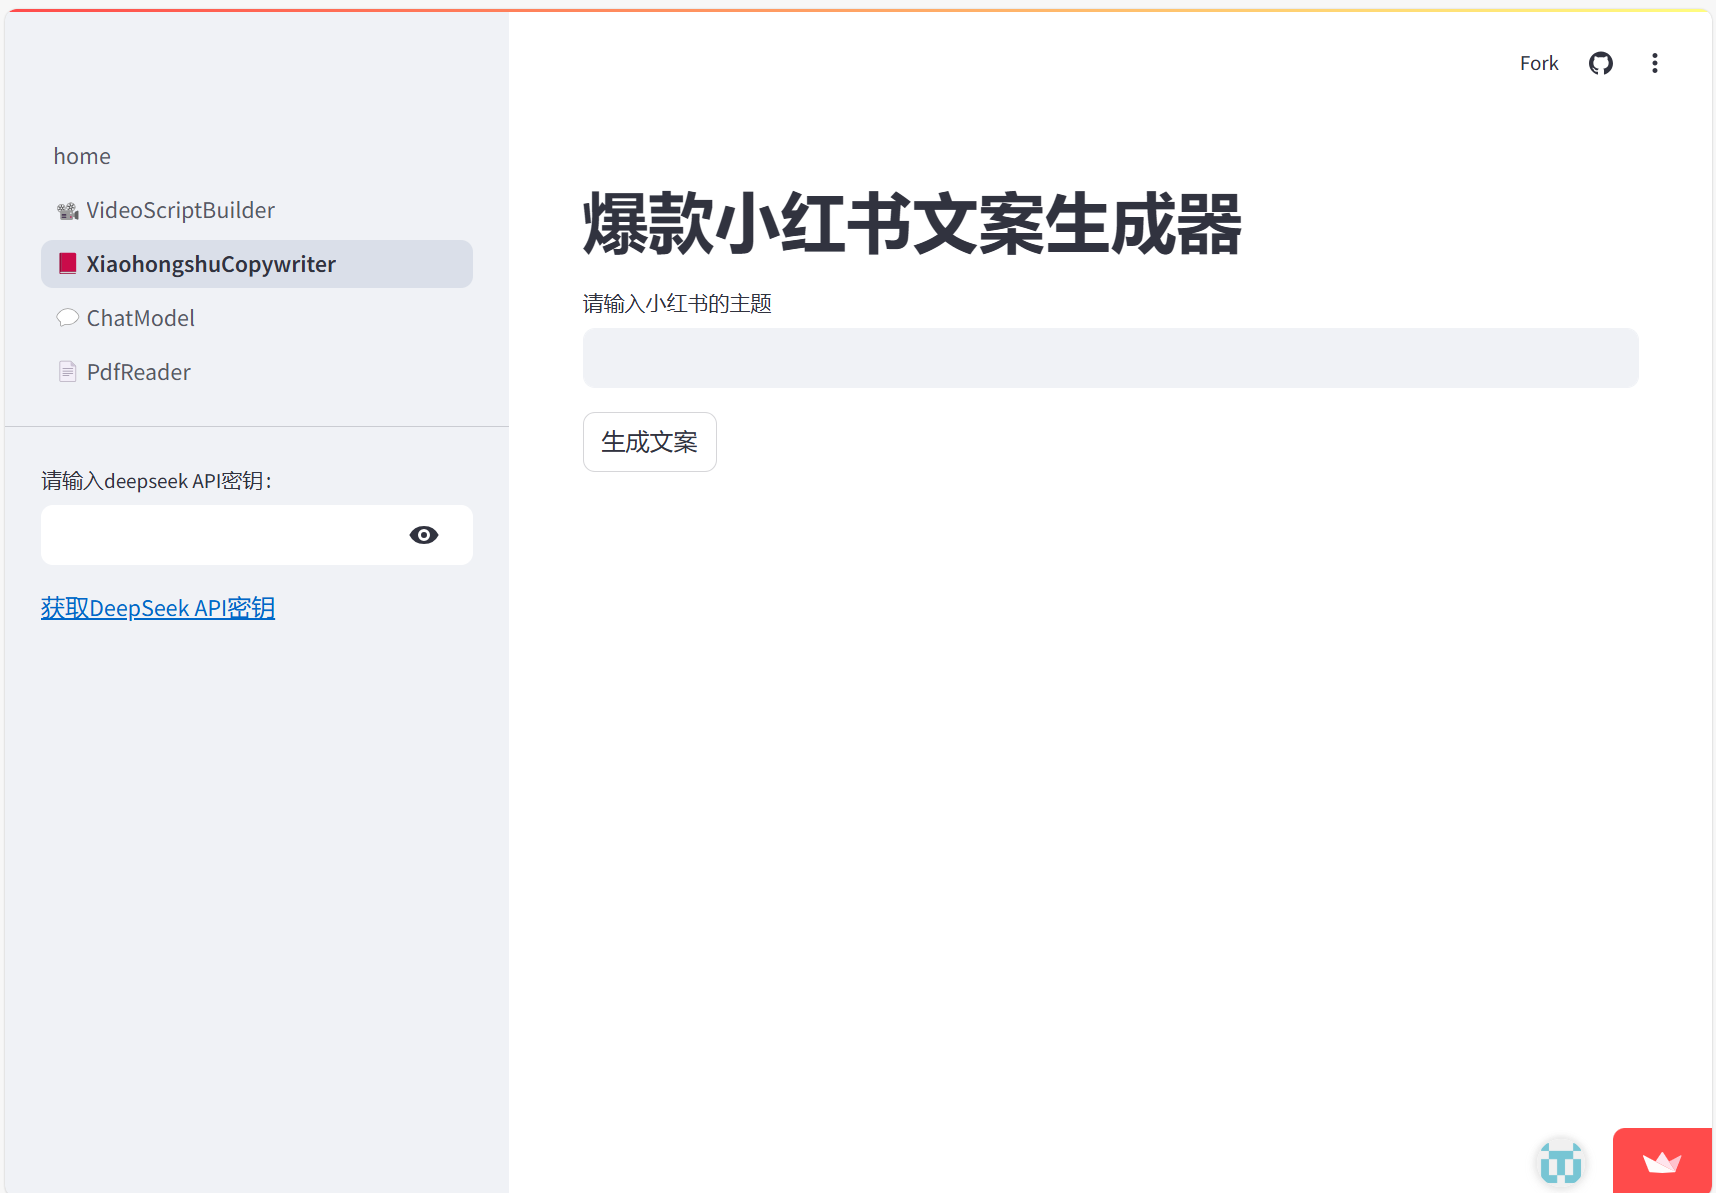 Fork
home
VideoScriptBuilder
XiaohongshuCopywriter
ChatModel
PdfReader
请输入deepseek API密钥：
获取DeepSeek API密钥
爆款小红书文案生成器
请输入小红书的主题
生成文案